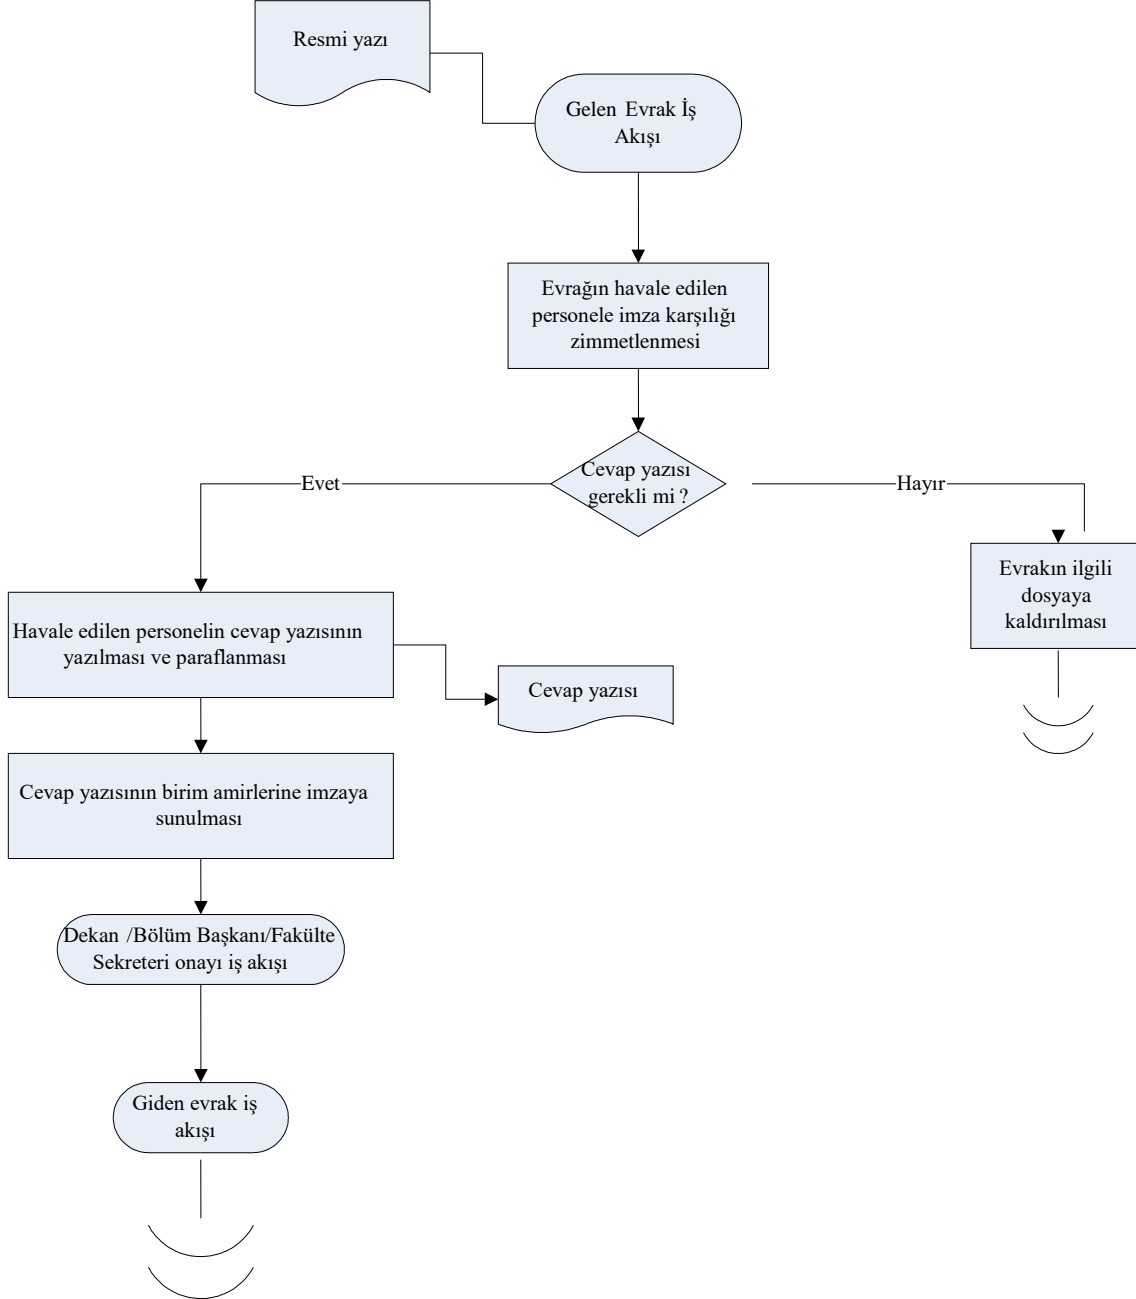 Resmi yazı
Gelen Evrak İş
Akışı
Evrağın havale edilen
personele imza karşılığı
zimmetlenmesi
Cevap yazısı
gerekli mi ?
Evet
Hayır
Evrakın ilgili
dosyaya
kaldırılması
Havale edilen personelin cevap yazısının
yazılması ve paraflanması
Cevap yazısı
Cevap yazısının birim amirlerine imzaya
sunulması
Dekan /Bölüm Başkanı/Fakülte
Sekreteri onayı iş akışı
Giden evrak iş
akışı